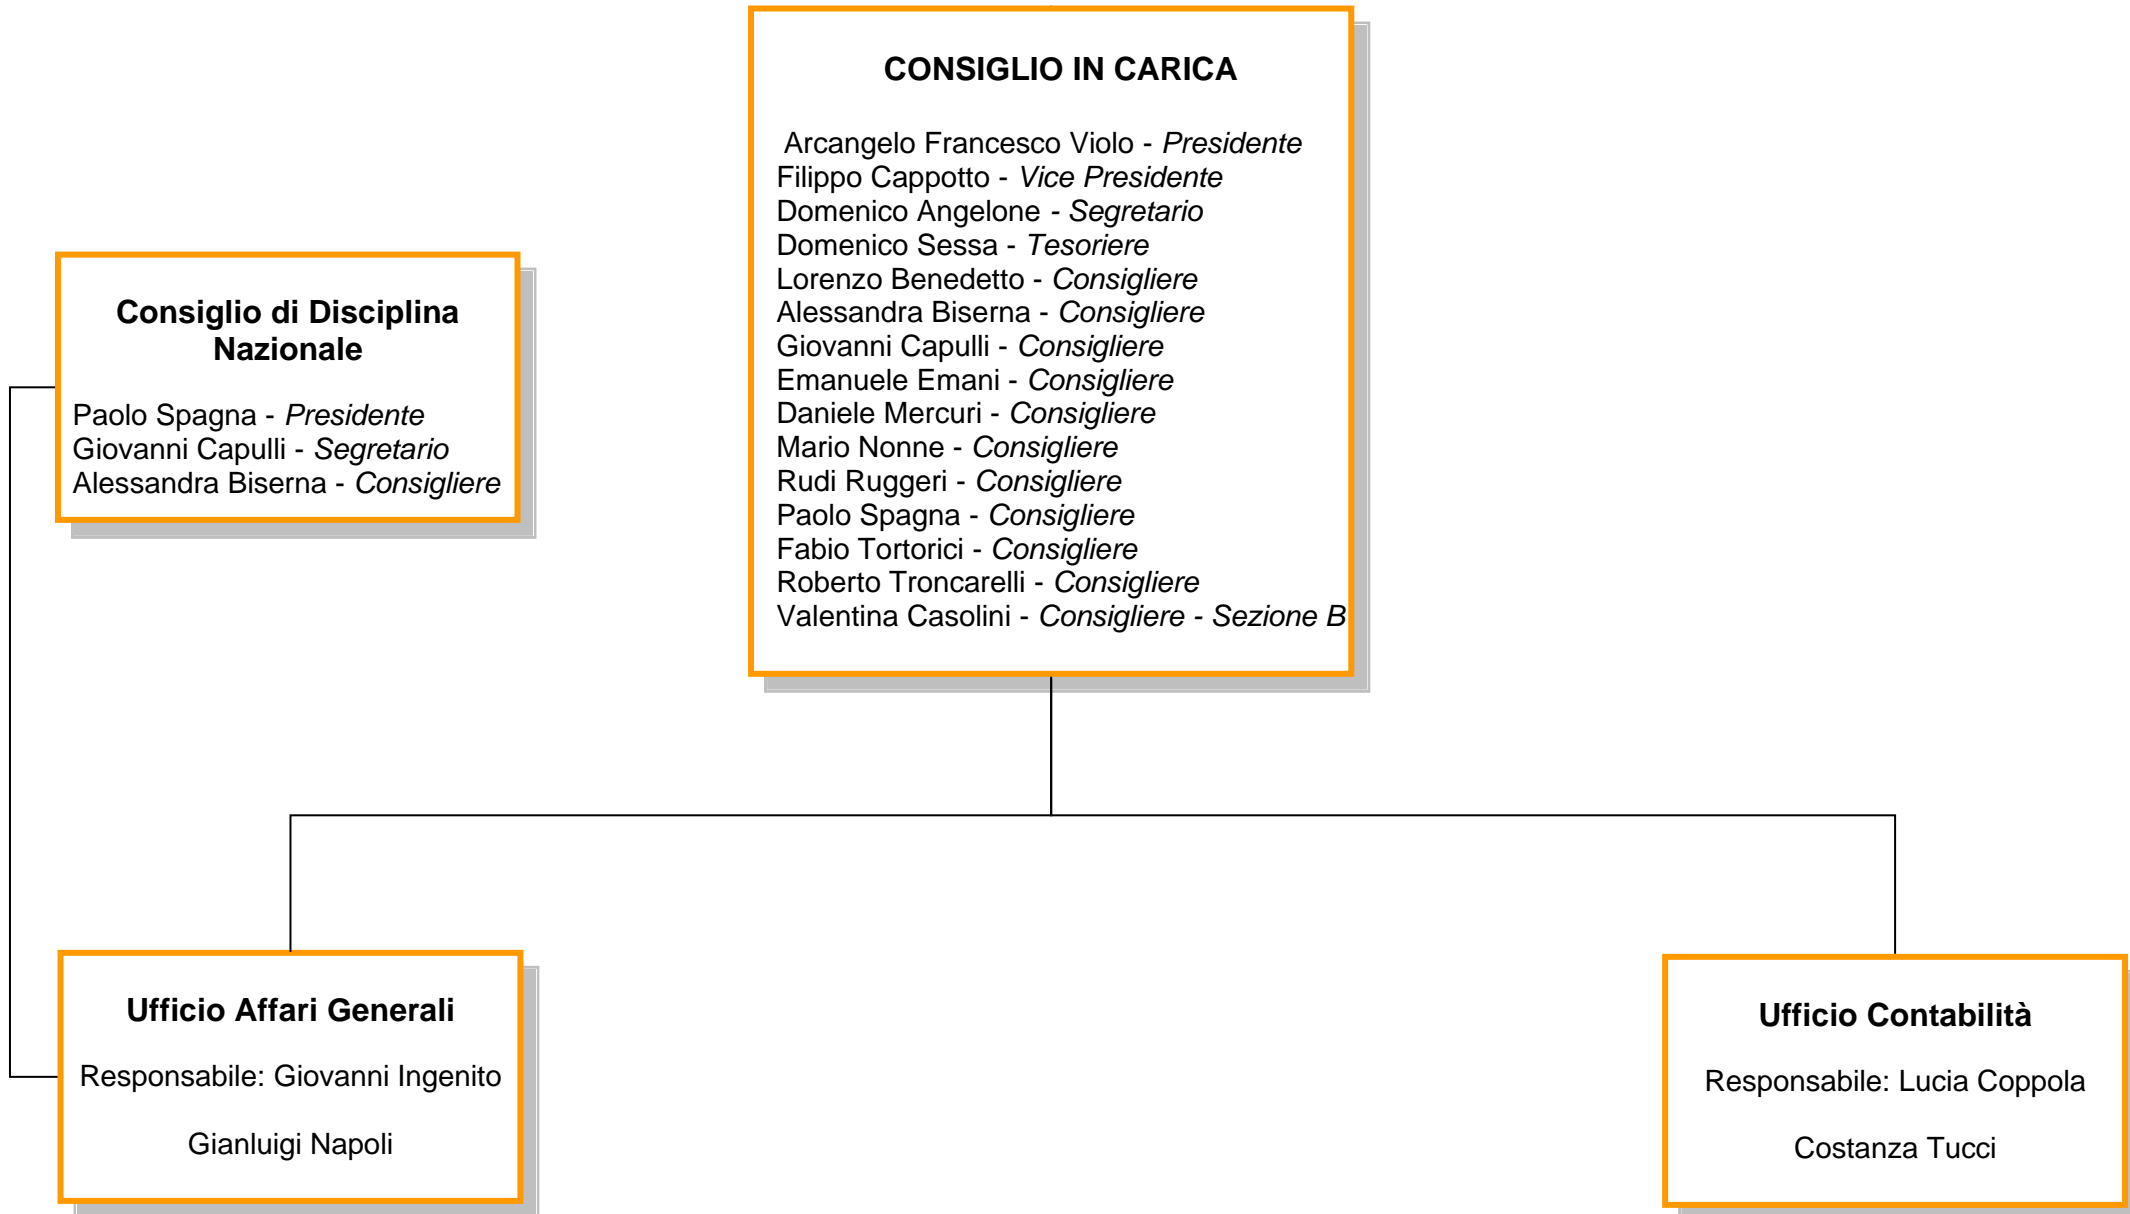 CONSIGLIO IN CARICA
Arcangelo Francesco Violo - Presidente
Filippo Cappotto - Vice Presidente
Domenico Angelone - Segretario
Domenico Sessa - Tesoriere
Lorenzo Benedetto - Consigliere
Alessandra Biserna - Consigliere
Giovanni Capulli - Consigliere
Emanuele Emani - Consigliere
Daniele Mercuri - Consigliere
Mario Nonne - Consigliere
Rudi Ruggeri - Consigliere
Paolo Spagna - Consigliere
Fabio Tortorici - Consigliere
Roberto Troncarelli - Consigliere
Valentina Casolini - Consigliere - Sezione B
Consiglio di Disciplina
Nazionale
Paolo Spagna - Presidente
Giovanni Capulli - Segretario
Alessandra Biserna - Consigliere
Ufficio Affari Generali
Responsabile: Giovanni Ingenito
Gianluigi Napoli
Ufficio Contabilità
Responsabile: Lucia Coppola
Costanza Tucci